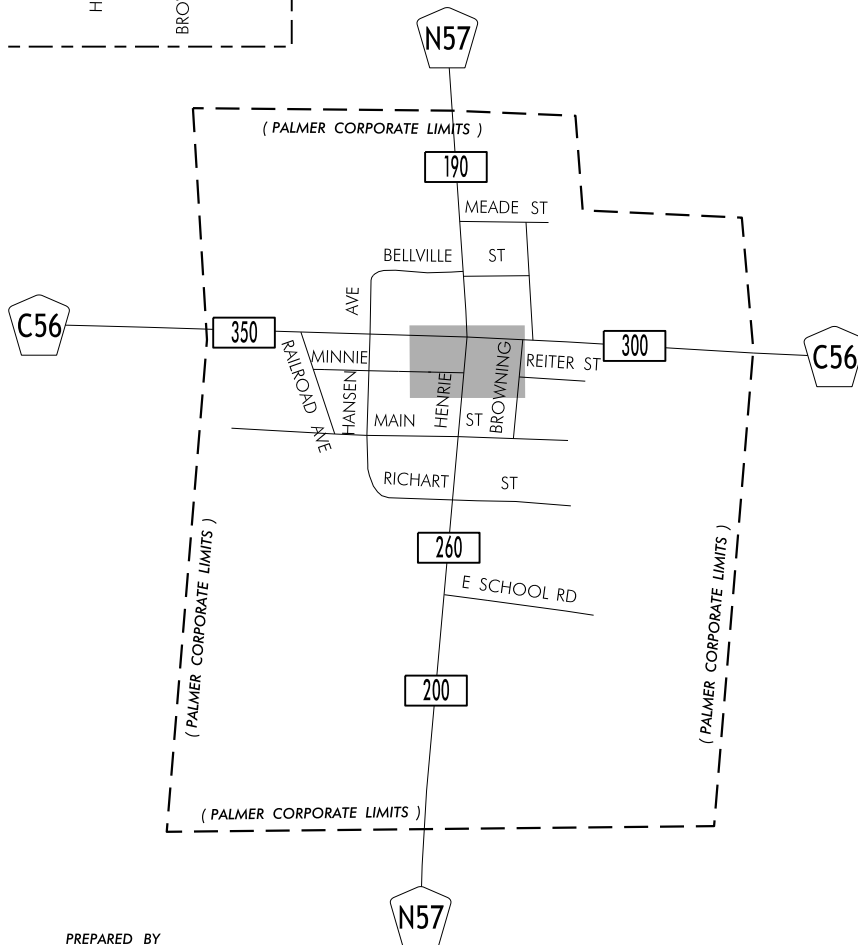 H
BRO
N57
( PALMER CORPORATE LIMITS )
190
MEADE ST
BELLVILLE ST
AVE
C56
350
300
C56
MINNIE
REITER ST
RAILROAD AVE
HANSEN
HENRIE
BROWNING
MAIN ST
RICHART ST
260
E SCHOOL RD
( PALMER CORPORATE LIMITS )
( PALMER CORPORATE LIMITS )
200
( PALMER CORPORATE LIMITS )
N57
PREPARED BY